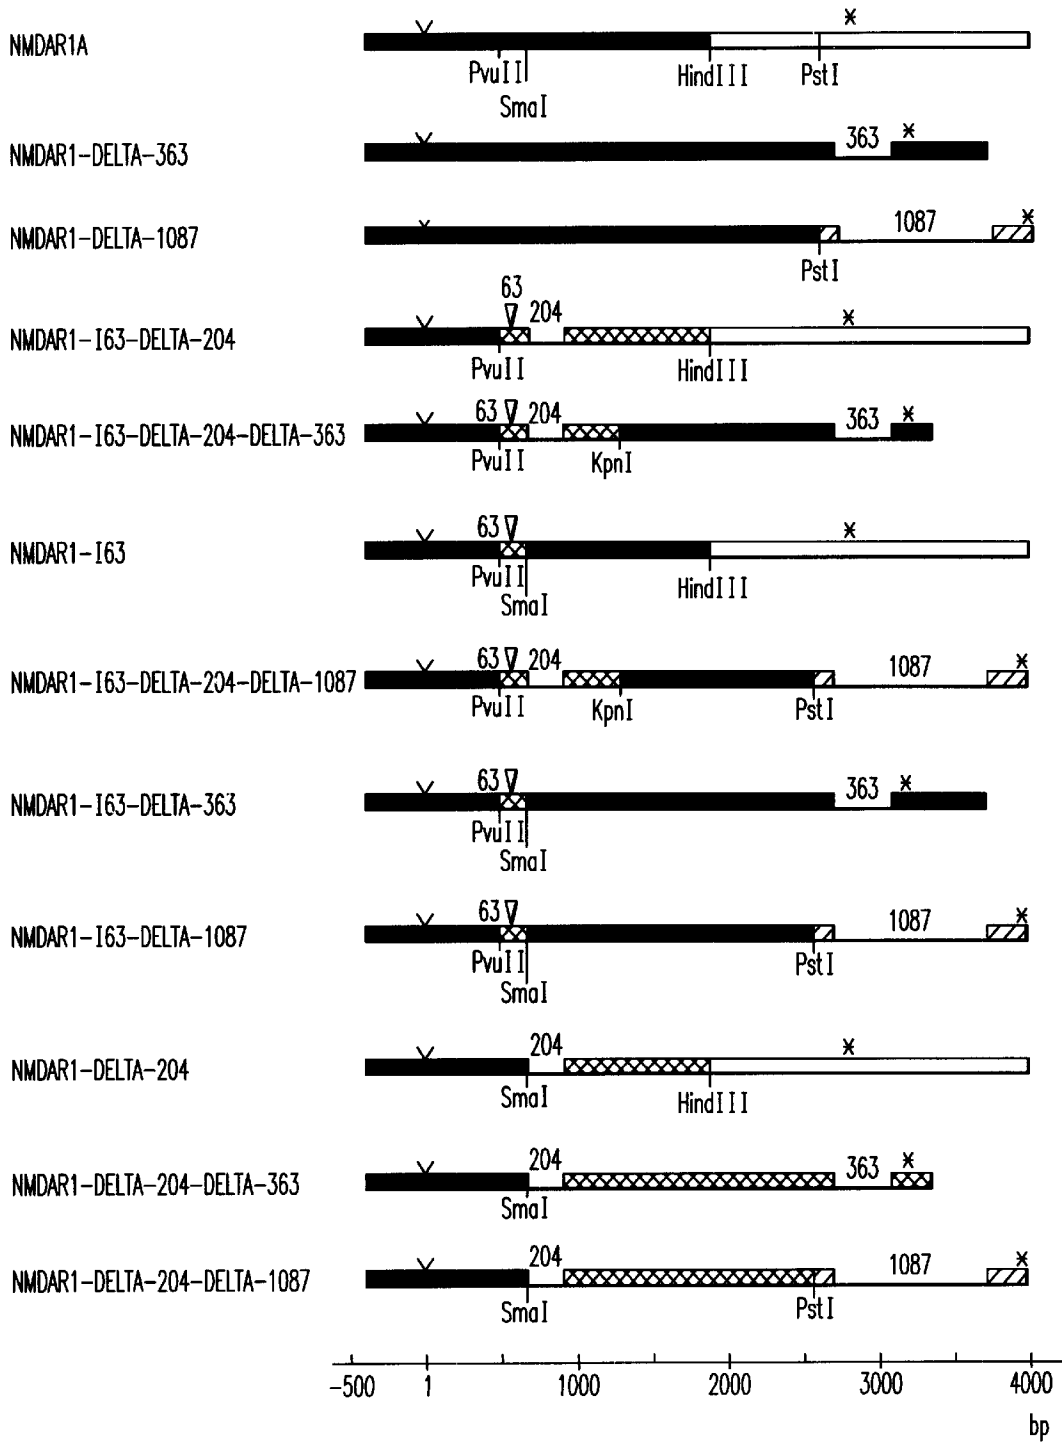 NMDAR1A
*
PvuII
HindIII
PstI
SmaI
NMDAR1-DELTA-363
363
*
NMDAR1-DELTA-1087
1087
*
PstI
63
204
*
NMDAR1-I63-DELTA-204
PvuII
HindIII
63
204
363
*
NMDAR1-I63-DELTA-204-DELTA-363
PvuII
KpnI
63
*
NMDAR1-I63
PvuII
HindIII
SmaI
63
204
1087
*
NMDAR1-I63-DELTA-204-DELTA-1087
PvuII
KpnI
PstI
63
363
*
NMDAR1-I63-DELTA-363
PvuII
SmaI
63
1087
*
NMDAR1-I63-DELTA-1087
PvuII
PstI
SmaI
204
*
NMDAR1-DELTA-204
SmaI
HindIII
204
363
*
NMDAR1-DELTA-204-DELTA-363
SmaI
204
1087
*
NMDAR1-DELTA-204-DELTA-1087
SmaI
PstI
-500 1 1000 2000 3000 4000
bp